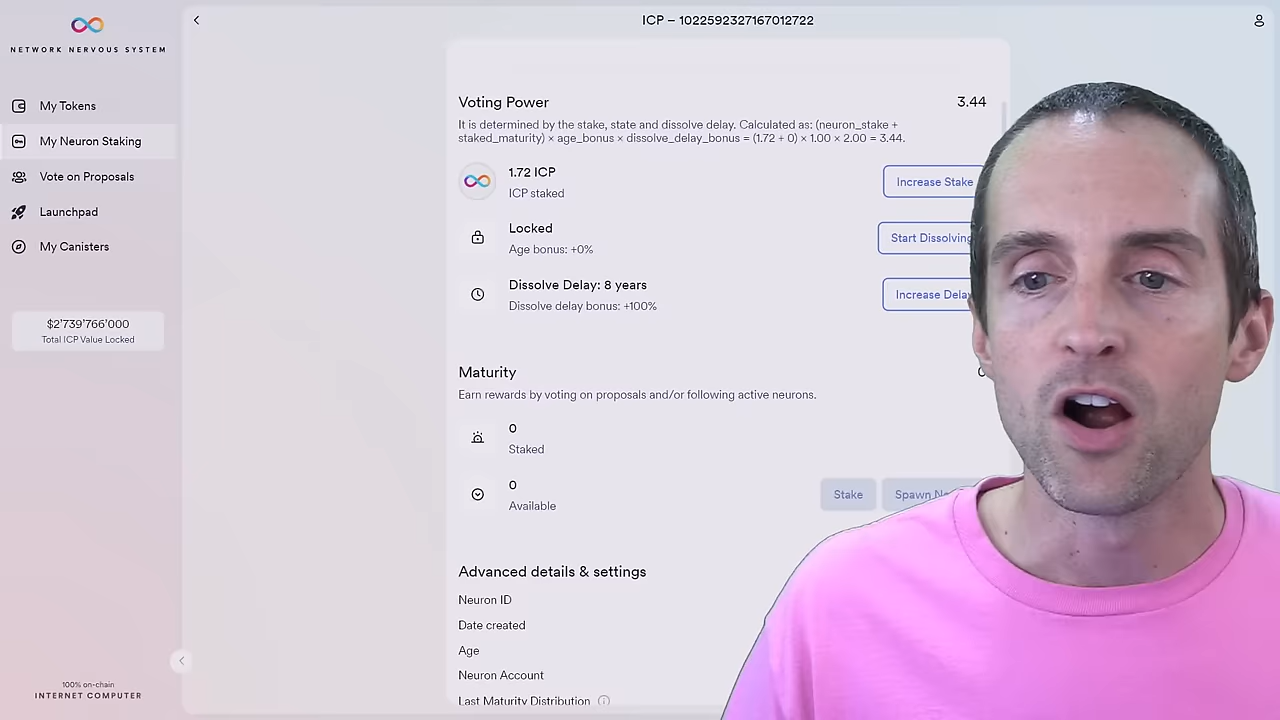 NETWORK NERVOUS SYSTEM
My Tokens
My Neuron Staking
Vote on Proposals
Launchpad
My Canisters
$2'739'766'000
Total ICP Value Locked
100% on-chain
INTERNET COMPUTER
ICP – 1022592327167012722
Voting Power
3.44
It is determined by the stake, state and dissolve delay. Calculated as: (neuron_stake +
staked_maturity) × age_bonus × dissolve_delay_bonus = (1.72 + 0) × 1.00 × 2.00 = 3.44.
1.72 ICP
ICP staked
Increase Stake
Locked
Age bonus: +0%
Start Dissolving
Dissolve Delay: 8 years
Dissolve delay bonus: +100%
Increase Delay
Maturity
0
Earn rewards by voting on proposals and/or following active neurons.
0
Staked
0
Available
Stake
Spawn
Advanced details & settings
Neuron ID
Date created
Age
Neuron Account
Last Maturity Distribution